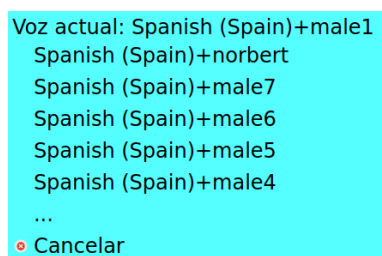 Voz actual: Spanish (Spain)+male1
Spanish (Spain)+norbert
Spanish (Spain)+male7
Spanish (Spain)+male6
Spanish (Spain)+male5
Spanish (Spain)+male4
...
Cancelar